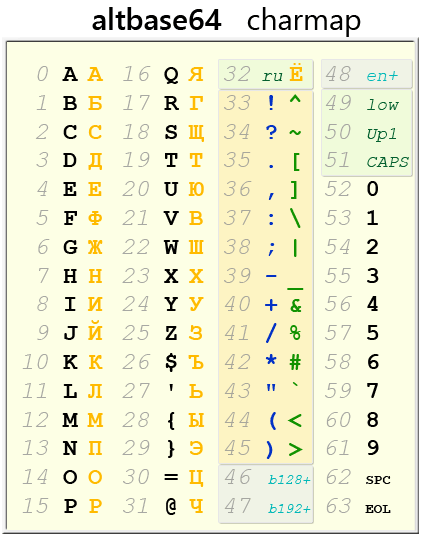 altbase64 charmap
0 A А 16 Q Я 32 ru Ё 48 en+
1 B Б 17 R Г 33 ! ^ 49 low
2 C С 18 S Щ 34 ? ~ 50 Up1
3 D Д 19 T Т 35 . [ 51 CAPS
4 E Е 20 U Ю 36 , ] 52 0
5 F Ф 21 V В 37 : \ 53 1
6 G Ж 22 W Ш 38 ; | 54 2
7 H Н 23 X Х 39 - _ 55 3
8 I И 24 Y У 40 + & 56 4
9 J Й 25 Z З 41 / % 57 5
10 K К 26 $ Ъ 42 * # 58 6
11 L Л 27 ' Ь 43 " ` 59 7
12 M М 28 { Ы 44 ( < 60 8
13 N П 29 } Э 45 ) > 61 9
14 O О 30 = Ц 46 b128+ 62 SPC
15 P Р 31 @ Ч 47 b192+ 63 EOL